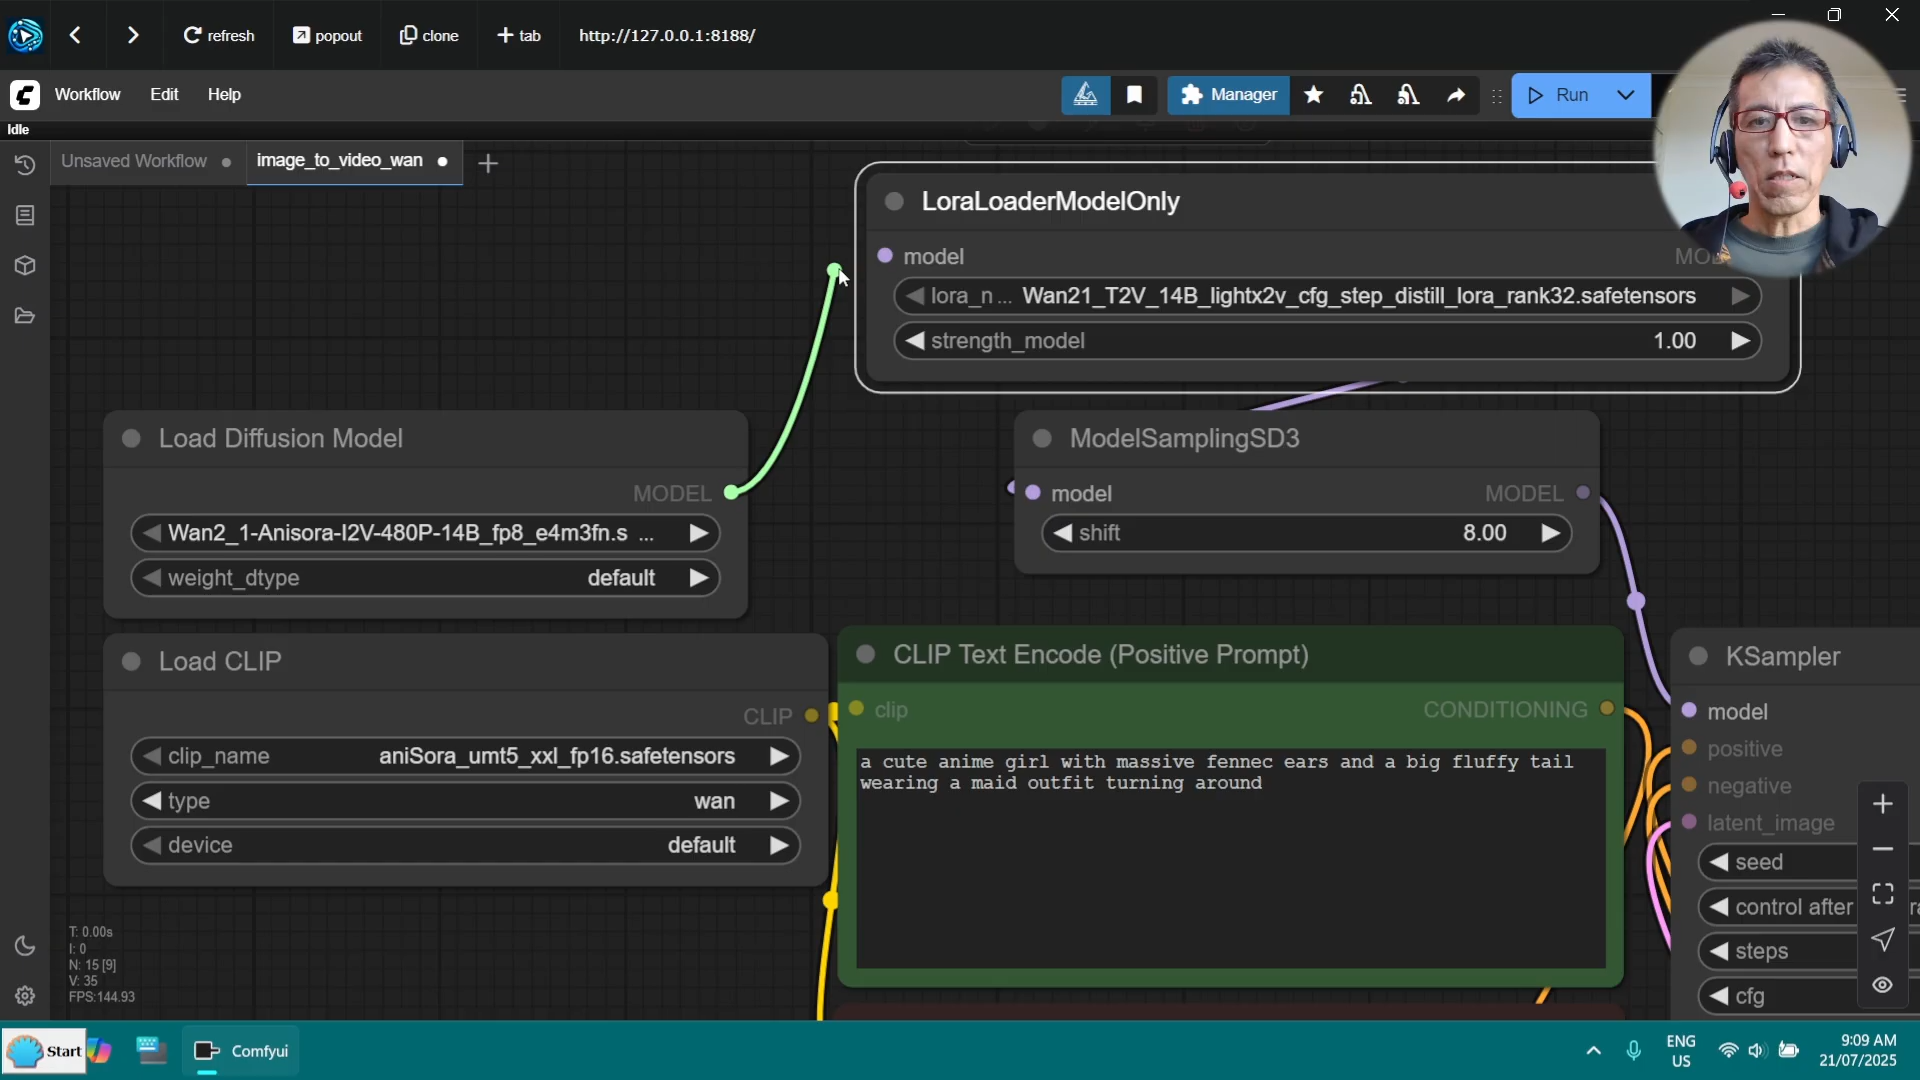 refresh
popout
clone
+ tab
http://127.0.0.1:8188/
Workflow
Edit
Help
Manager
Run
Idle
Unsaved Workflow
image_to_video_wan
LoraLoaderModelOnly
model
lora_n ... Wan21_T2V_14B_lightx2v_cfg_step_distill_lora_rank32.safetensors
strength_model 1.00
Load Diffusion Model
MODEL
Wan2_1-Anisora-I2V-480P-14B_fp8_e4m3fn.s ...
weight_dtype default
ModelSamplingSD3
model MODEL
shift 8.00
Load CLIP
CLIP
clip_name aniSora_umt5_xxl_fp16.safetensors
type wan
device default
CLIP Text Encode (Positive Prompt)
clip CONDITIONING
a cute anime girl with massive fennec ears and a big fluffy tail
wearing a maid outfit turning around
KSampler
model
positive
negative
latent_image
seed
control after
steps
cfg
T: 0.00s
I: 0
N: 15 [9]
V: 35
FPS:144.93
Start
Comfyui
ENG
US
9:09 AM
21/07/2025